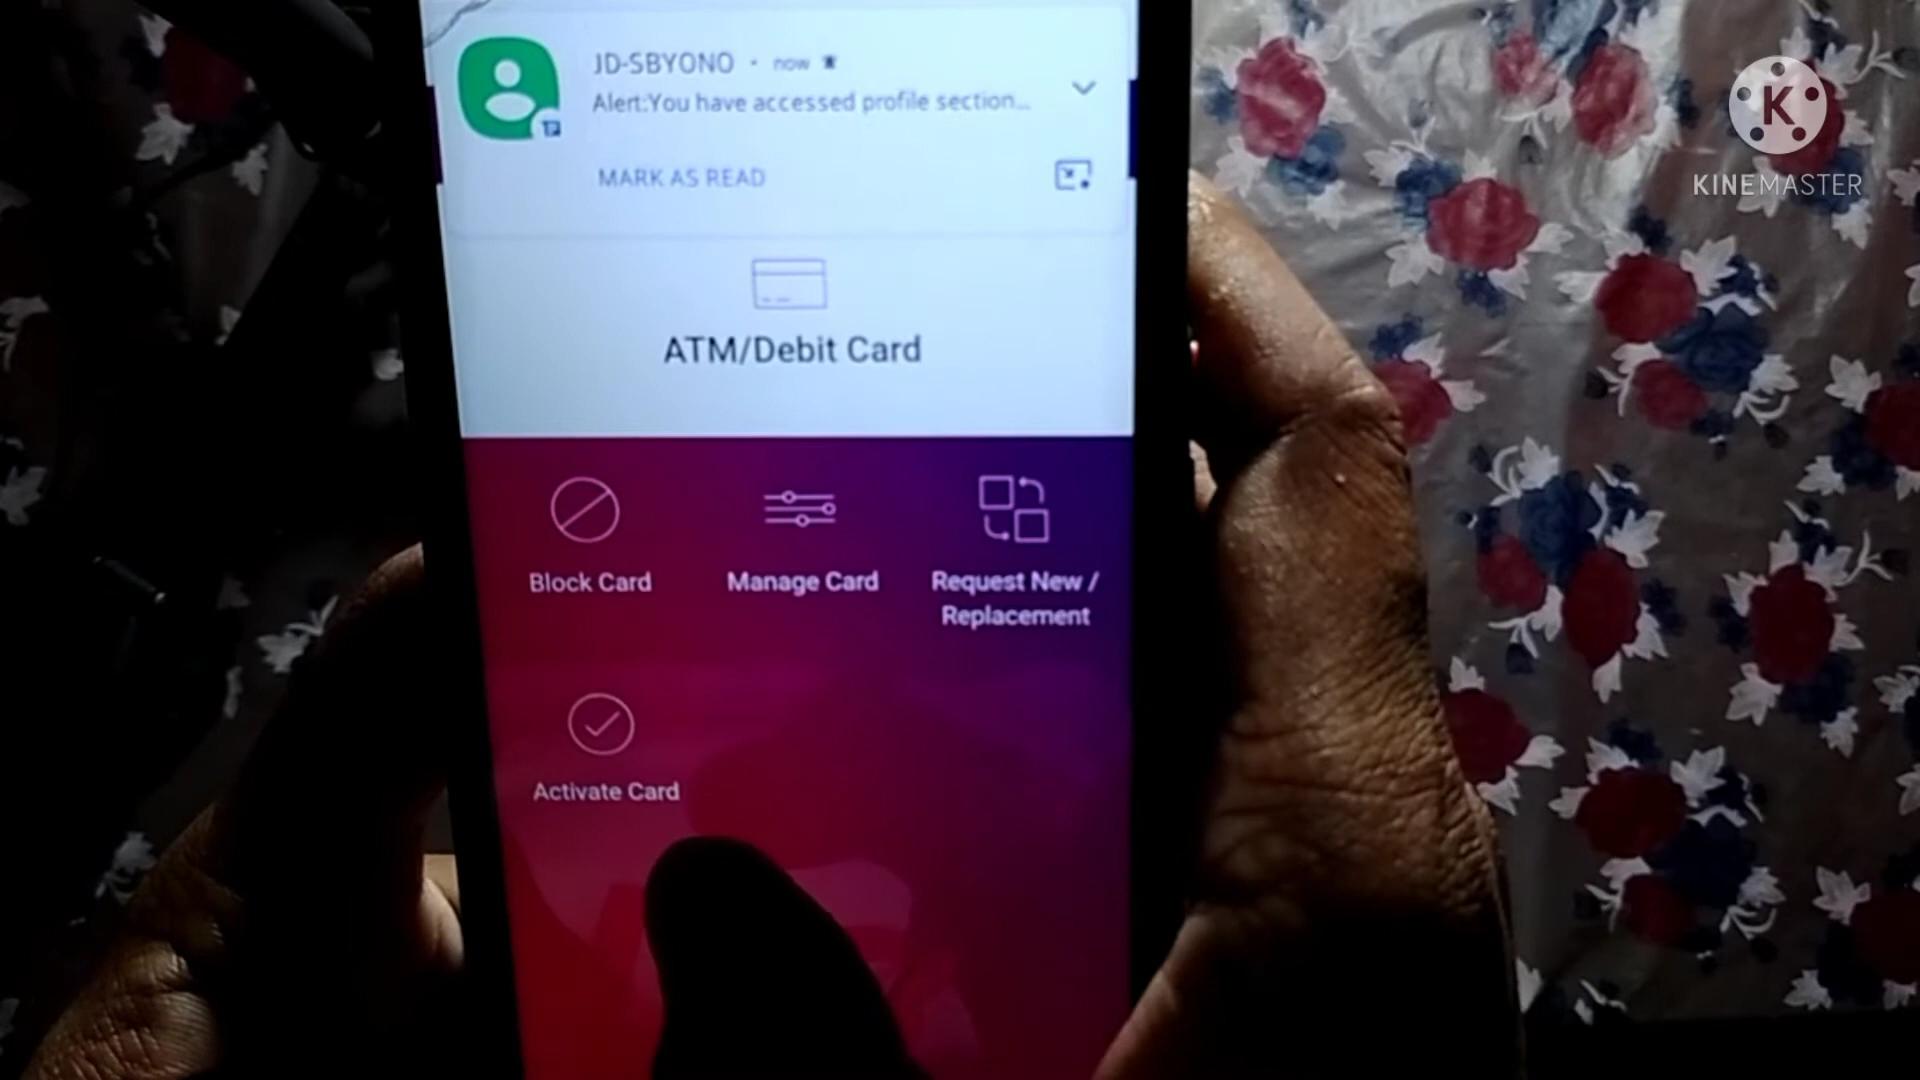 JD-SBYONO • now
Alert:You have accessed profile section...
MARK AS READ
ATM/Debit Card
Block Card
Manage Card
Request New /
Replacement
Activate Card
K
KINEMASTER